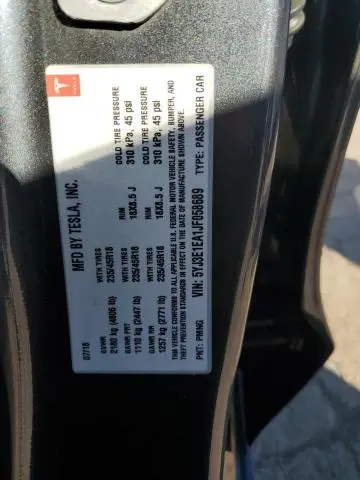 TESLA
MFD BY TESLA, INC.
07/18
GVWR
2180 kg (4806 lb)
WITH TIRES
235/45R18
RIM
18X8.5 J
COLD TIRE PRESSURE
310 kPa, 45 psi
GAWR FRT
1110 kg (2447 lb)
WITH TIRES
235/45R18
RIM
18X8.5 J
COLD TIRE PRESSURE
310 kPa, 45 psi
GAWR RR
1257 kg (2771 lb)
WITH TIRES
235/45R18
THIS VEHICLE CONFORMS TO ALL APPLICABLE U.S. FEDERAL MOTOR VEHICLE SAFETY, BUMPER, AND
THEFT PREVENTION STANDARDS IN EFFECT ON THE DATE OF MANUFACTURE SHOWN ABOVE.
VIN: 5YJ3E1EA1JF058689
TYPE: PASSENGER CAR
PNT: PMNG